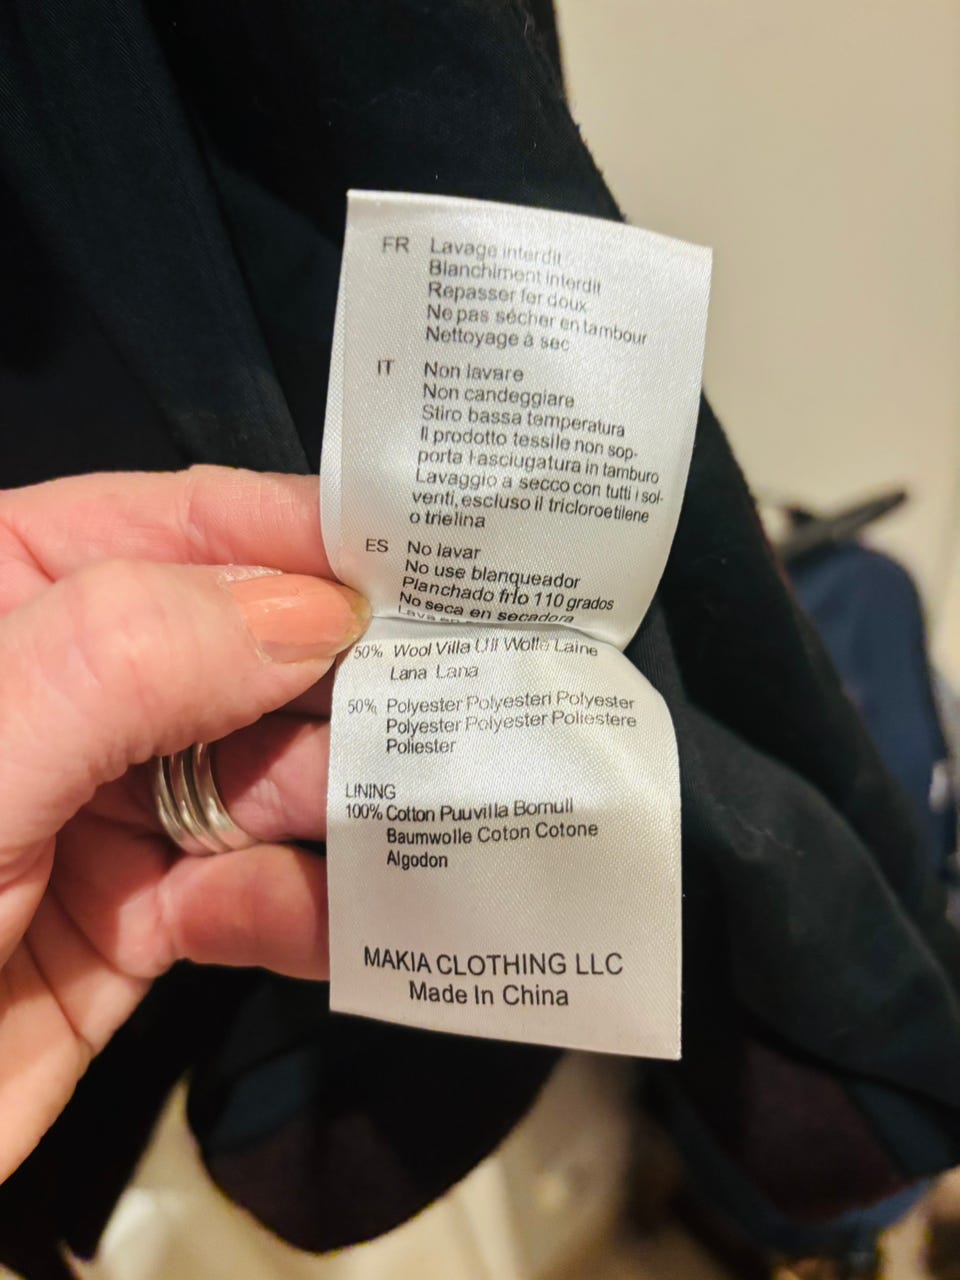 FR Lavage interdit
Blanchiment interdit
Repasser fer doux
Ne pas sécher en tambour
Nettoyage à sec
IT Non lavare
Non candeggiare
Stiro bassa temperatura
Il prodotto tessile non sop-
porta l'asciugatura in tamburo
Lavaggio a secco con tutti i sol-
venti, escluso il tricloroetilene
o trielina
ES No lavar
No use blanqueador
Planchado frío 110 grados
No seca en secadora
Lava en
50% Wool Villa Ull Wolle Laine
Lana Lana
50% Polyester Polyesteri Polyester
Polyester Polyester Poliestere
Poliester
LINING
100% Cotton Puuvilla Bomull
Baumwolle Coton Cotone
Algodon
MAKIA CLOTHING LLC
Made In China